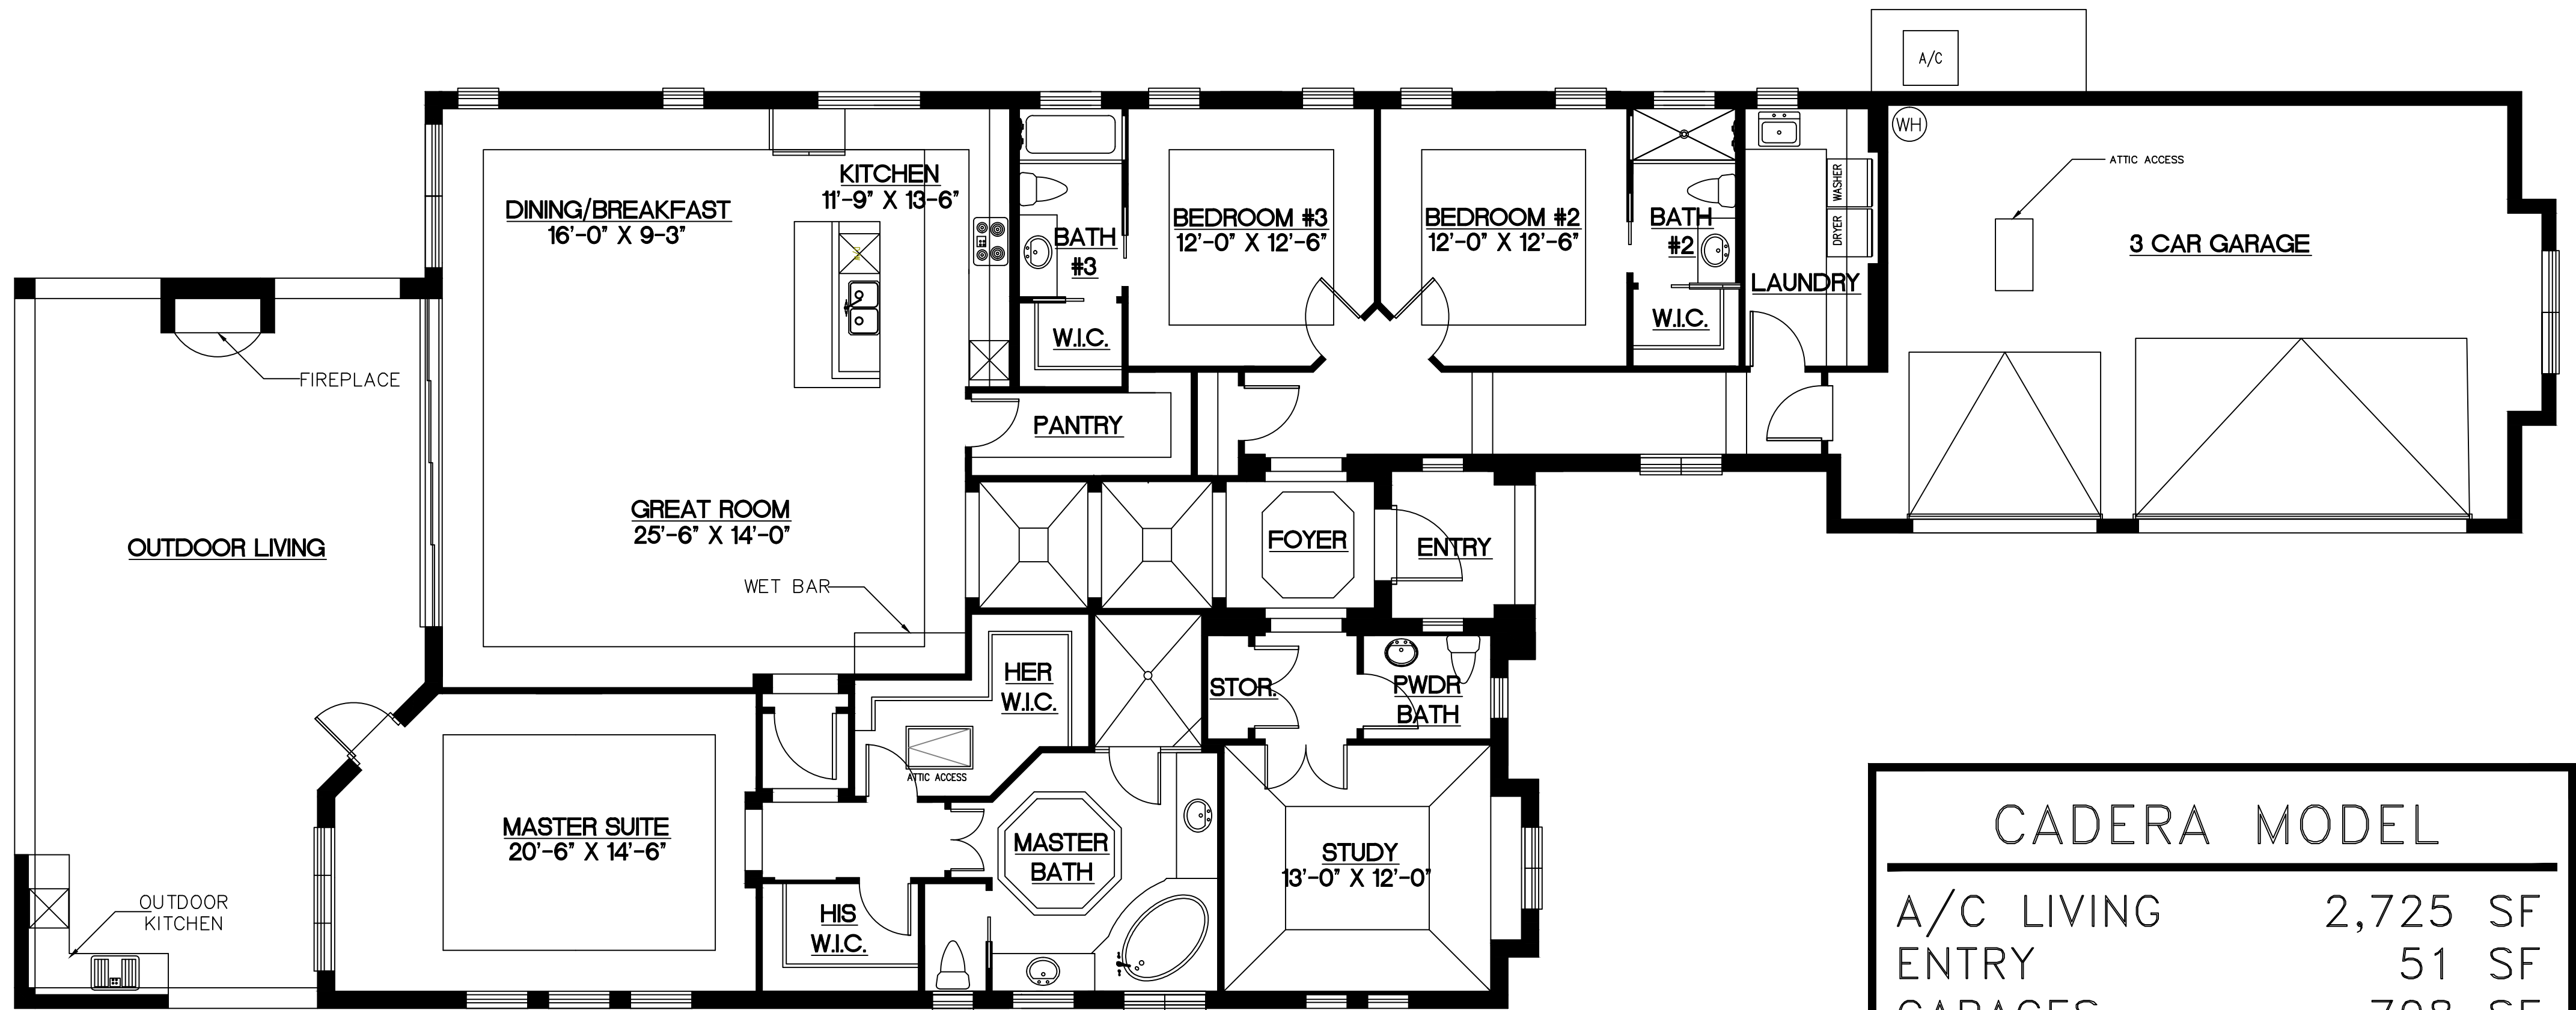 A/C
WH
ATTIC ACCESS
WASHER
DRYER
KITCHEN
11'-9" X 13-6"
DINING/BREAKFAST
16'-0" X 9-3"
BATH
#3
BEDROOM #3
12'-0" X 12'-6"
BEDROOM #2
12'-0" X 12'-6"
BATH
#2
3 CAR GARAGE
LAUNDRY
W.I.C.
W.I.C.
FIREPLACE
PANTRY
GREAT ROOM
25'-6" X 14'-0"
OUTDOOR LIVING
FOYER
ENTRY
WET BAR
HER
W.I.C.
STOR.
PWDR
BATH
ATTIC ACCESS
MASTER SUITE
20'-6" X 14'-6"
MASTER
BATH
STUDY
13'-0" X 12'-0"
OUTDOOR
KITCHEN
HIS
W.I.C.
CADERA MODEL
A/C LIVING 2,725 SF
ENTRY 51 SF